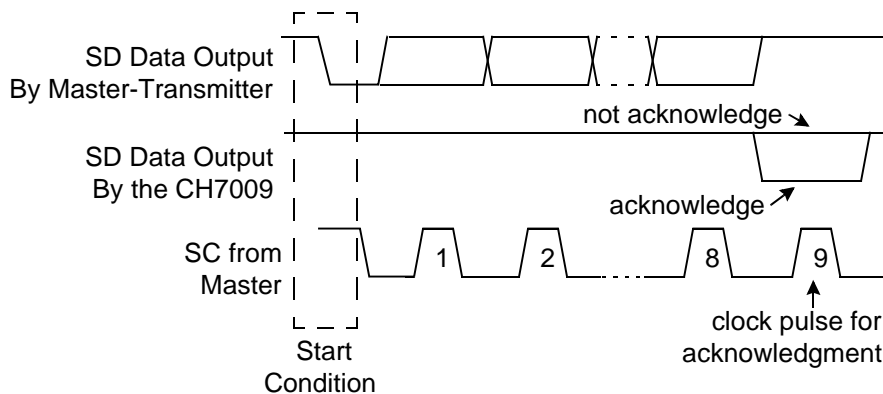 SD Data Output
By Master-Transmitter
not acknowledge
SD Data Output
By the CH7009
acknowledge
SC from
Master
1
2
8
9
clock pulse for
acknowledgment
Start
Condition